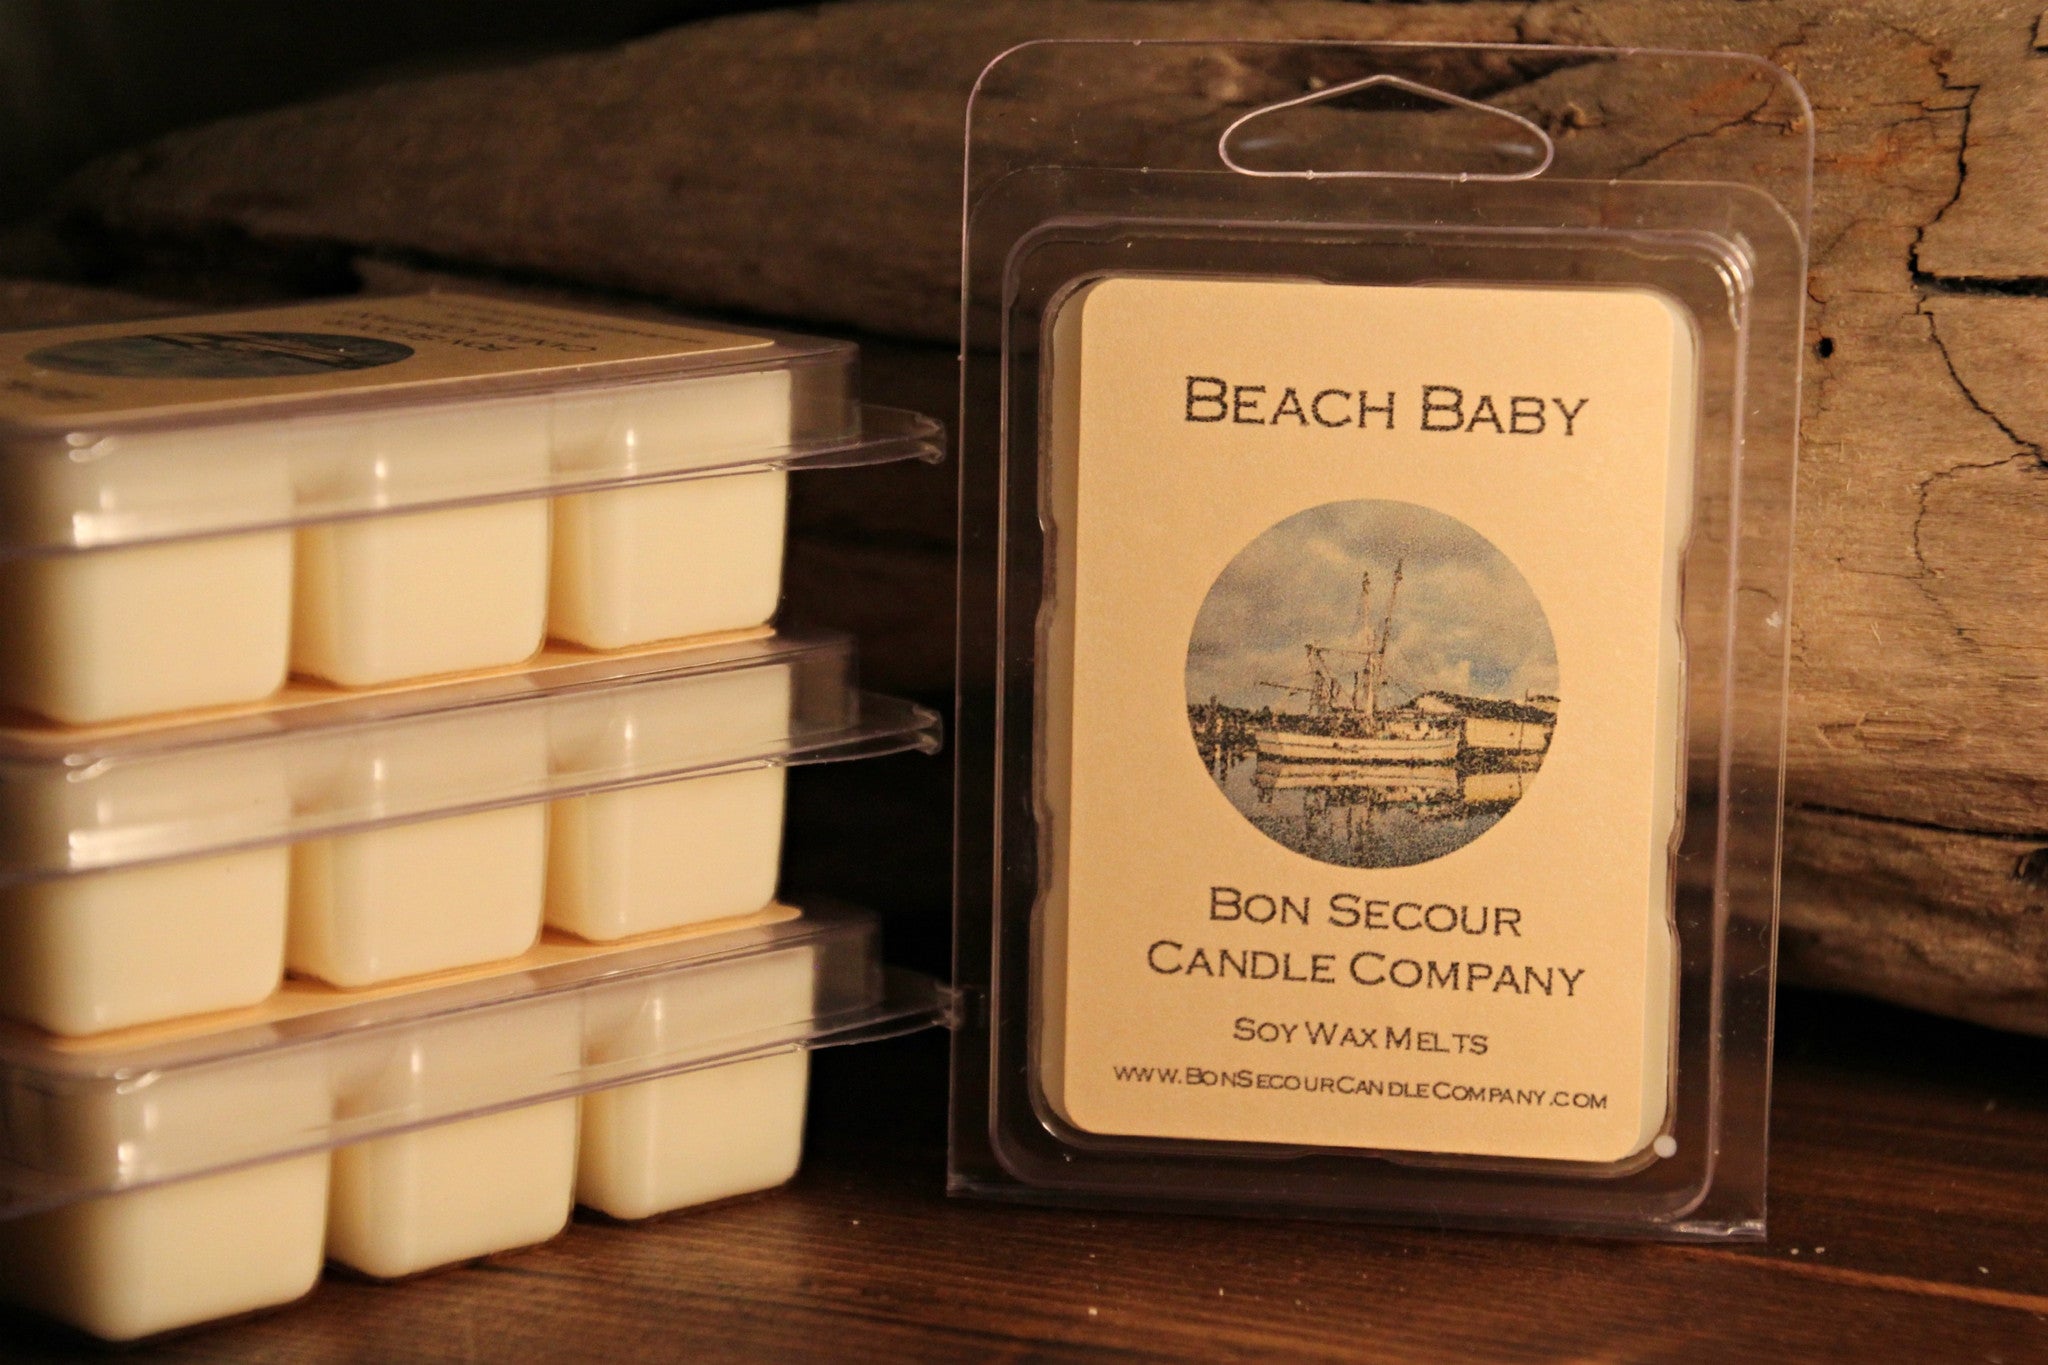 Beach Baby
Bon Secour
Candle Company
Soy Wax Melts
www.BonSecourCandleCompany.com